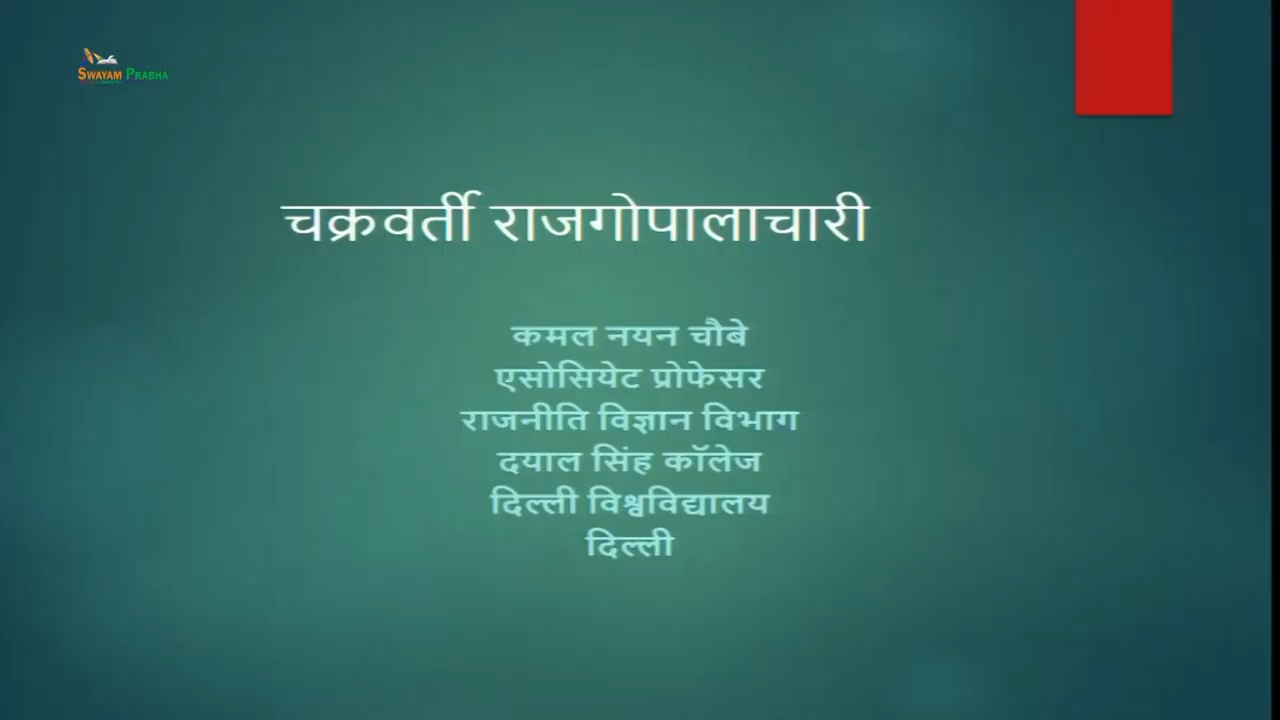 SWAYAM PRABHA
चक्रवर्ती राजगोपालाचारी
कमल नयन चौबे
एसोसियेट प्रोफेसर
राजनीति विज्ञान विभाग
दयाल सिंह कॉलेज
दिल्ली विश्वविद्यालय
दिल्ली